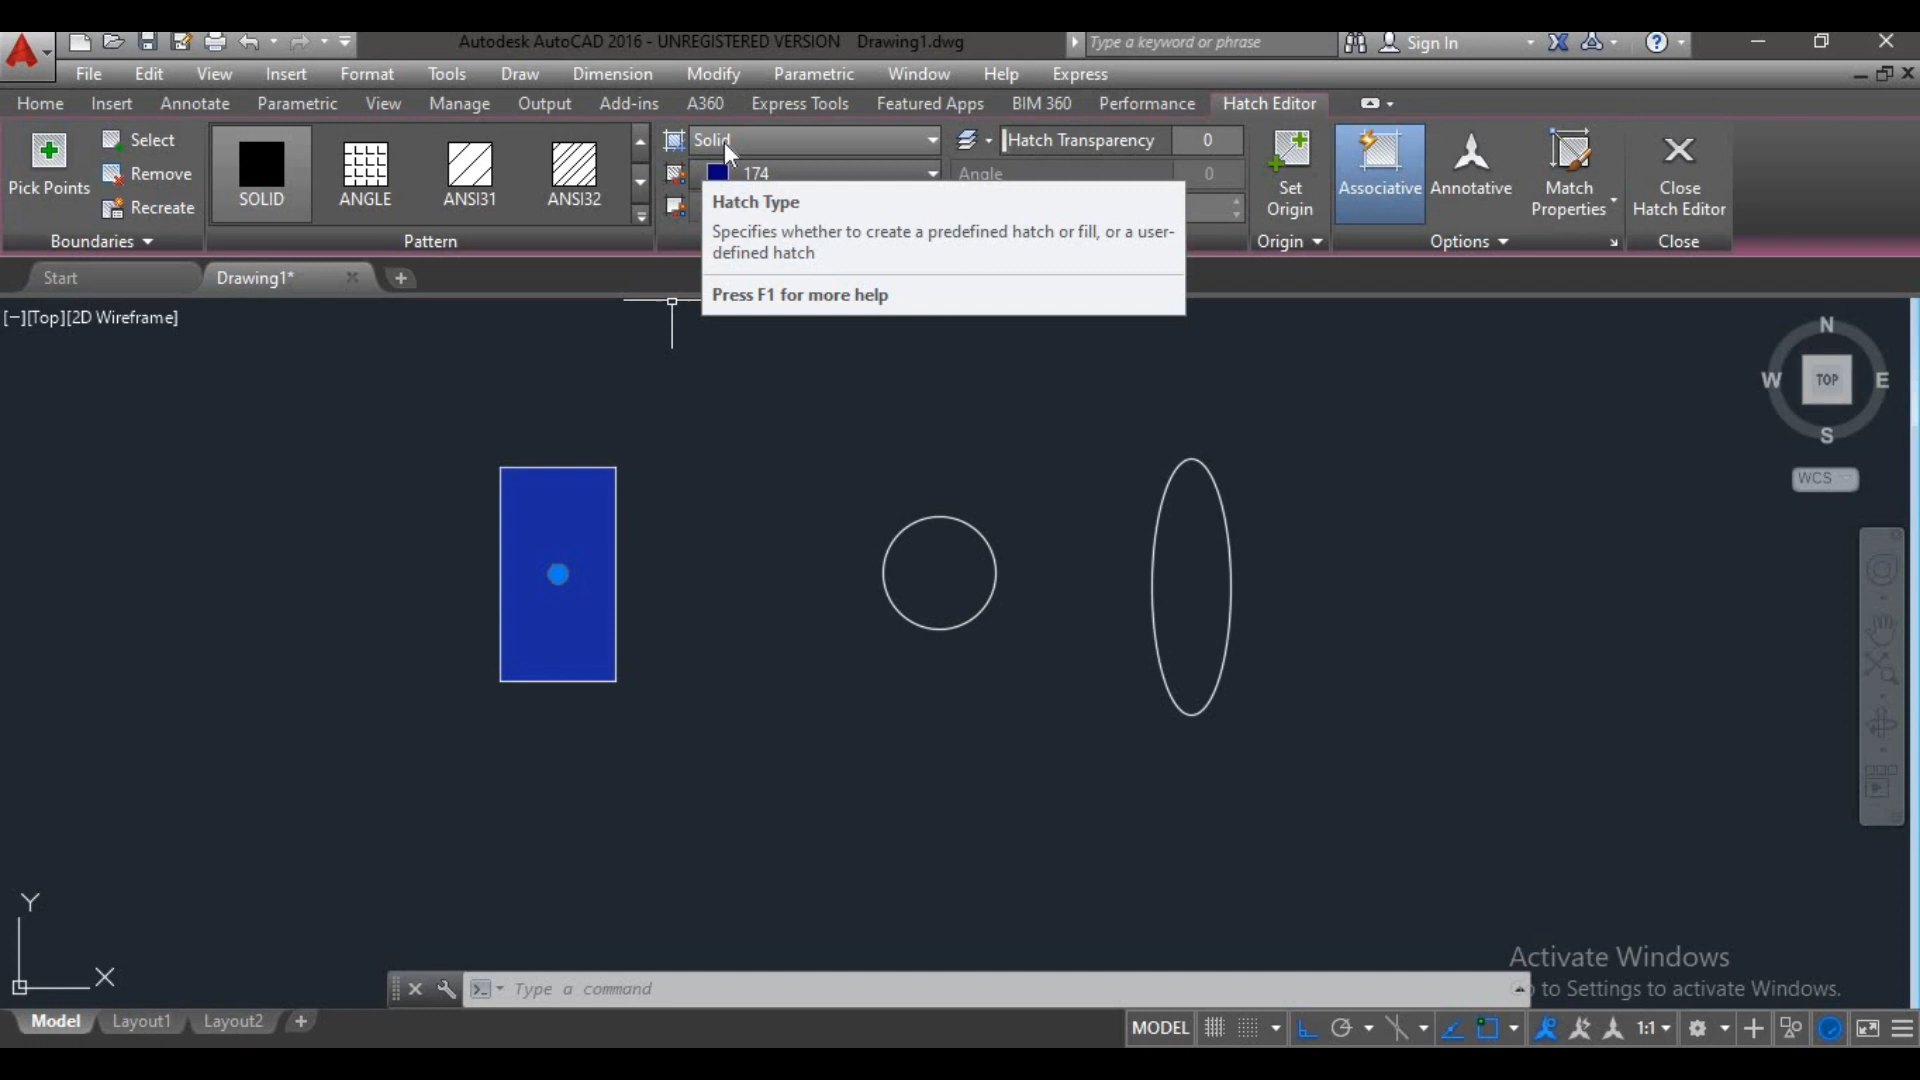 Autodesk AutoCAD 2016 - UNREGISTERED VERSION Drawing1.dwg
Type a keyword or phrase
Sign In
File Edit View Insert Format Tools Draw Dimension Modify Parametric Window Help Express
Home Insert Annotate Parametric View Manage Output Add-ins A360 Express Tools Featured Apps BIM 360 Performance Hatch Editor
Pick Points
Select
Remove
Recreate
Boundaries
SOLID
ANGLE
ANSI31
ANSI32
Pattern
Solid
174
Hatch Transparency 0
Angle 0
Set
Origin
Origin
Associative
Annotative
Match
Properties
Options
Close
Hatch Editor
Close
Hatch Type
Specifies whether to create a predefined hatch or fill, or a user-
defined hatch
Press F1 for more help
Start
Drawing1*
[−][Top][2D Wireframe]
N
W TOP E
S
WCS
Y
X
Type a command
Activate Windows
to Settings to activate Windows.
Model Layout1 Layout2
MODEL
1:1